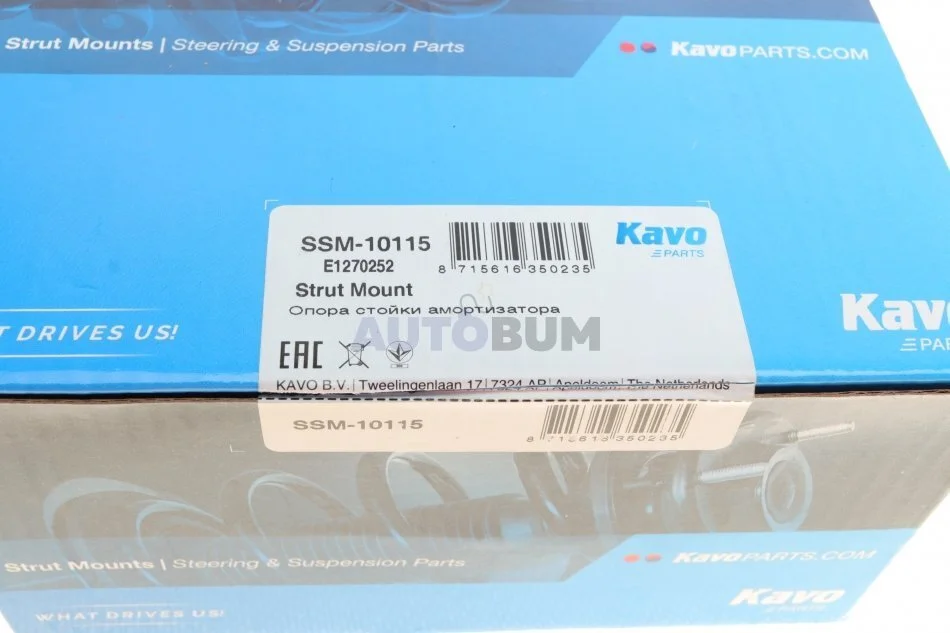 Strut Mounts | Steering & Suspension Parts
KavoPARTS.COM
SSM-10115
E1270252
8 715616 350235
Kavo
PARTS
Strut Mount
Опора стойки амортизатора
AUTOBUM
EAC
KAVO B.V. | Tweelingenlaan 17 | 7324 AP | Apeldoorn | The Netherlands
T DRIVES US!
Kavo
PAR
SSM-10115
8 715616 350235
Strut Mounts | Steering & Suspension Parts
KavoPARTS.COM
WHAT DRIVES US!
Kavo
PARTS